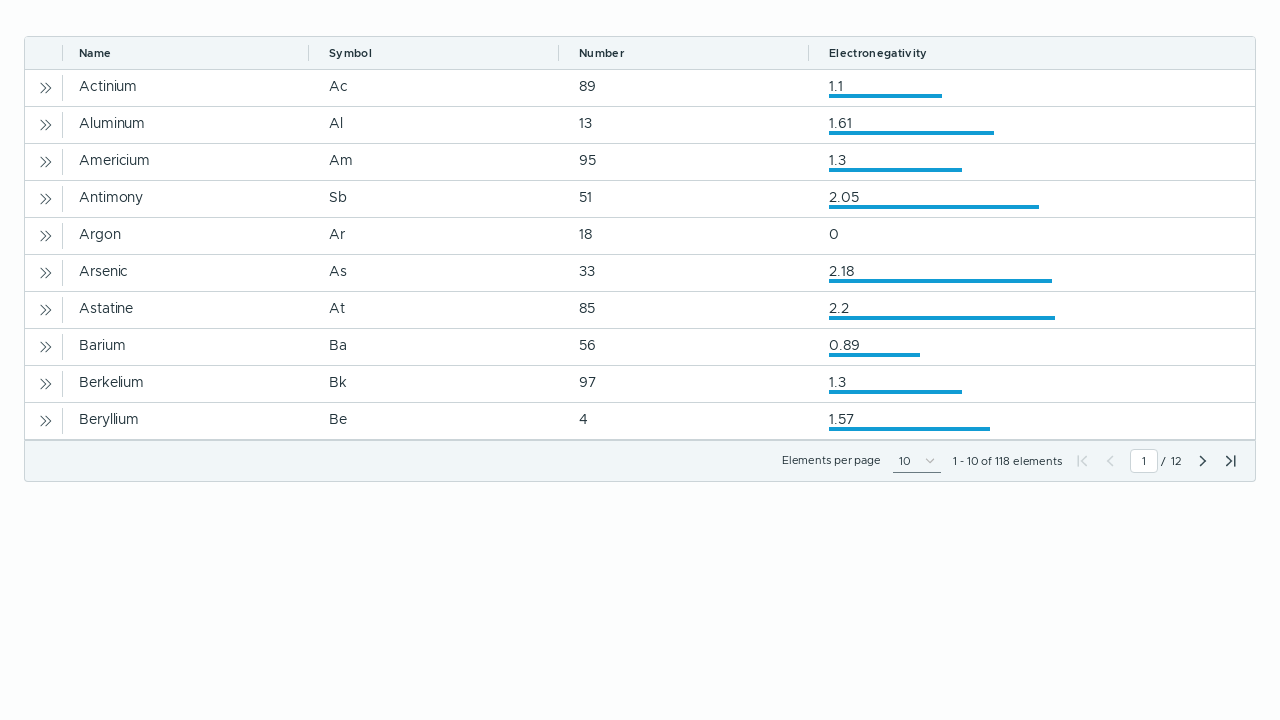 Name Symbol Number Electronegativity
Actinium Ac 89 1.1
Aluminum Al 13 1.61
Americium Am 95 1.3
Antimony Sb 51 2.05
Argon Ar 18 0
Arsenic As 33 2.18
Astatine At 85 2.2
Barium Ba 56 0.89
Berkelium Bk 97 1.3
Beryllium Be 4 1.57
Elements per page 10 1 - 10 of 118 elements 1 / 12